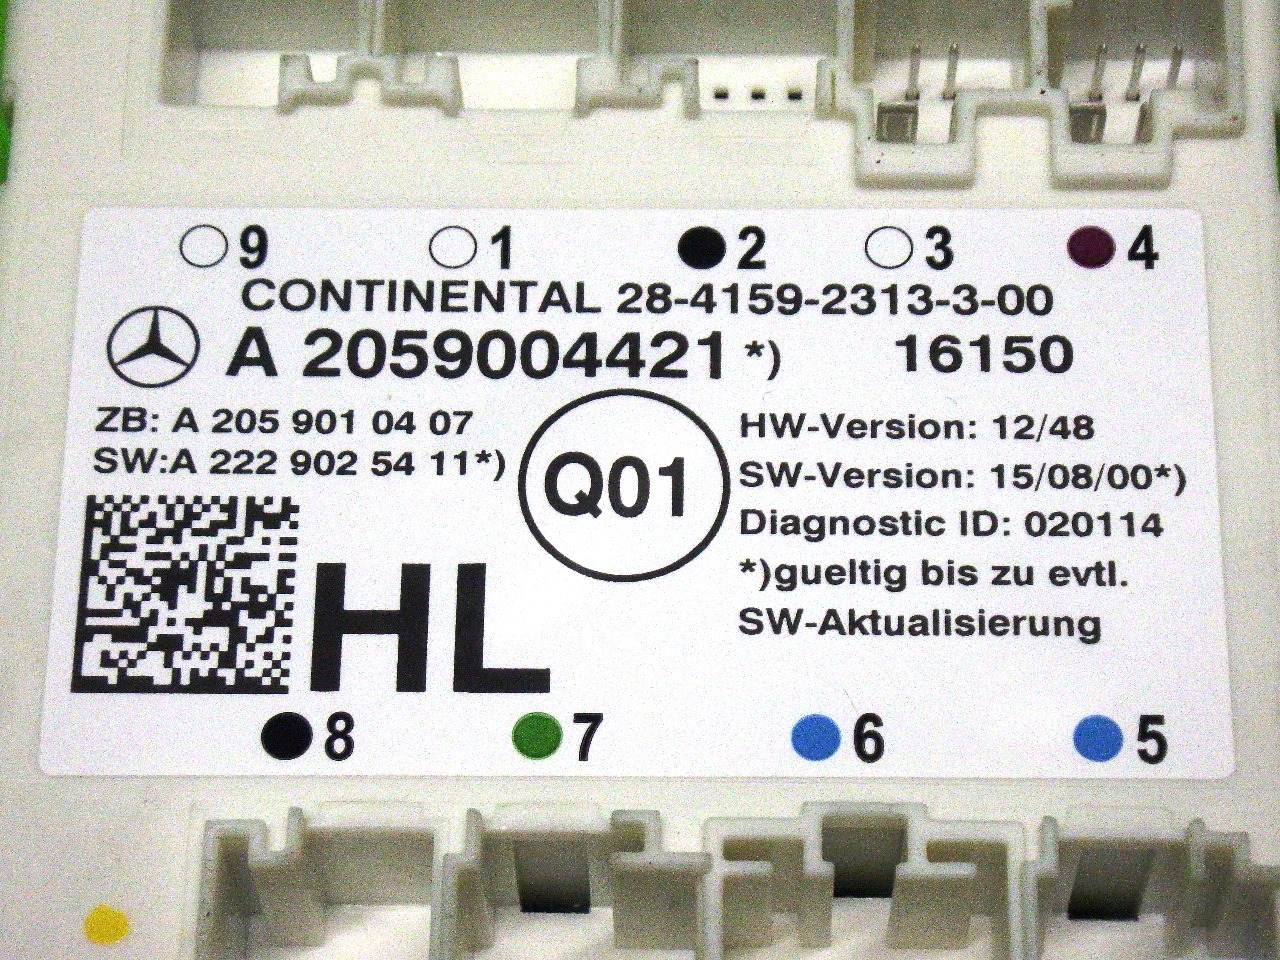 9 1 2 3 4
CONTINENTAL 28-4159-2313-3-00
A 2059004421 *) 16150
ZB: A 205 901 04 07
SW:A 222 902 54 11*)
Q01
HW-Version: 12/48
SW-Version: 15/08/00*)
Diagnostic ID: 020114
*)gueltig bis zu evtl.
SW-Aktualisierung
HL
8 7 6 5